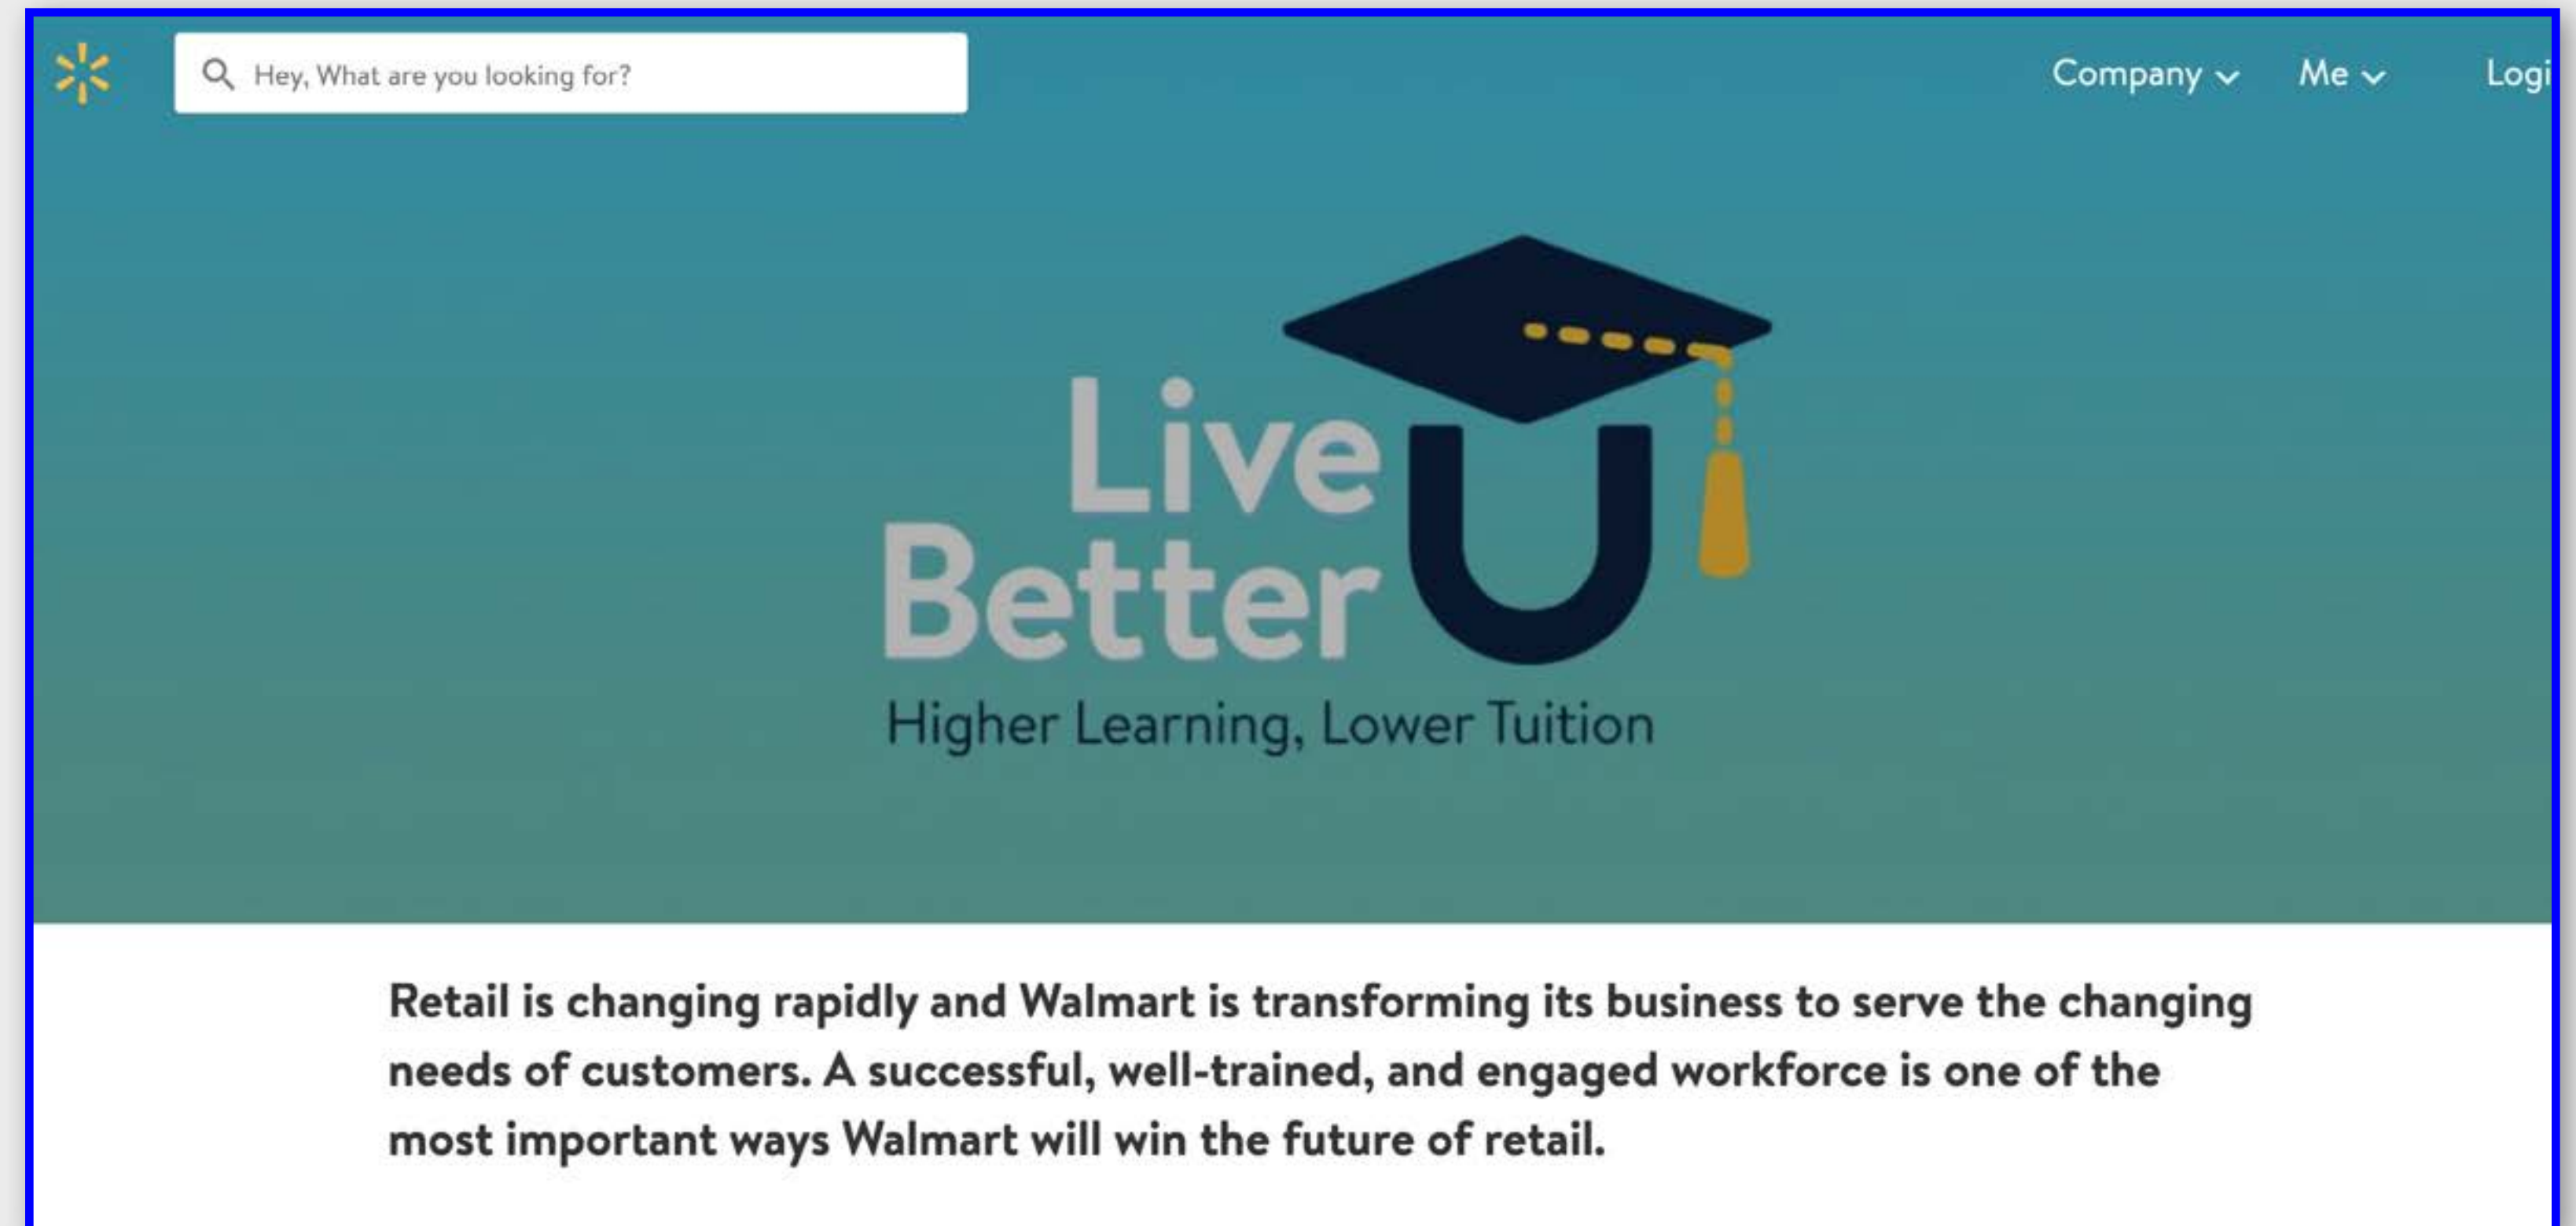 Hey, What are you looking for?
Company
Me
Logi
Live
Better U
Higher Learning, Lower Tuition
Retail is changing rapidly and Walmart is transforming its business to serve the changing
needs of customers. A successful, well-trained, and engaged workforce is one of the
most important ways Walmart will win the future of retail.